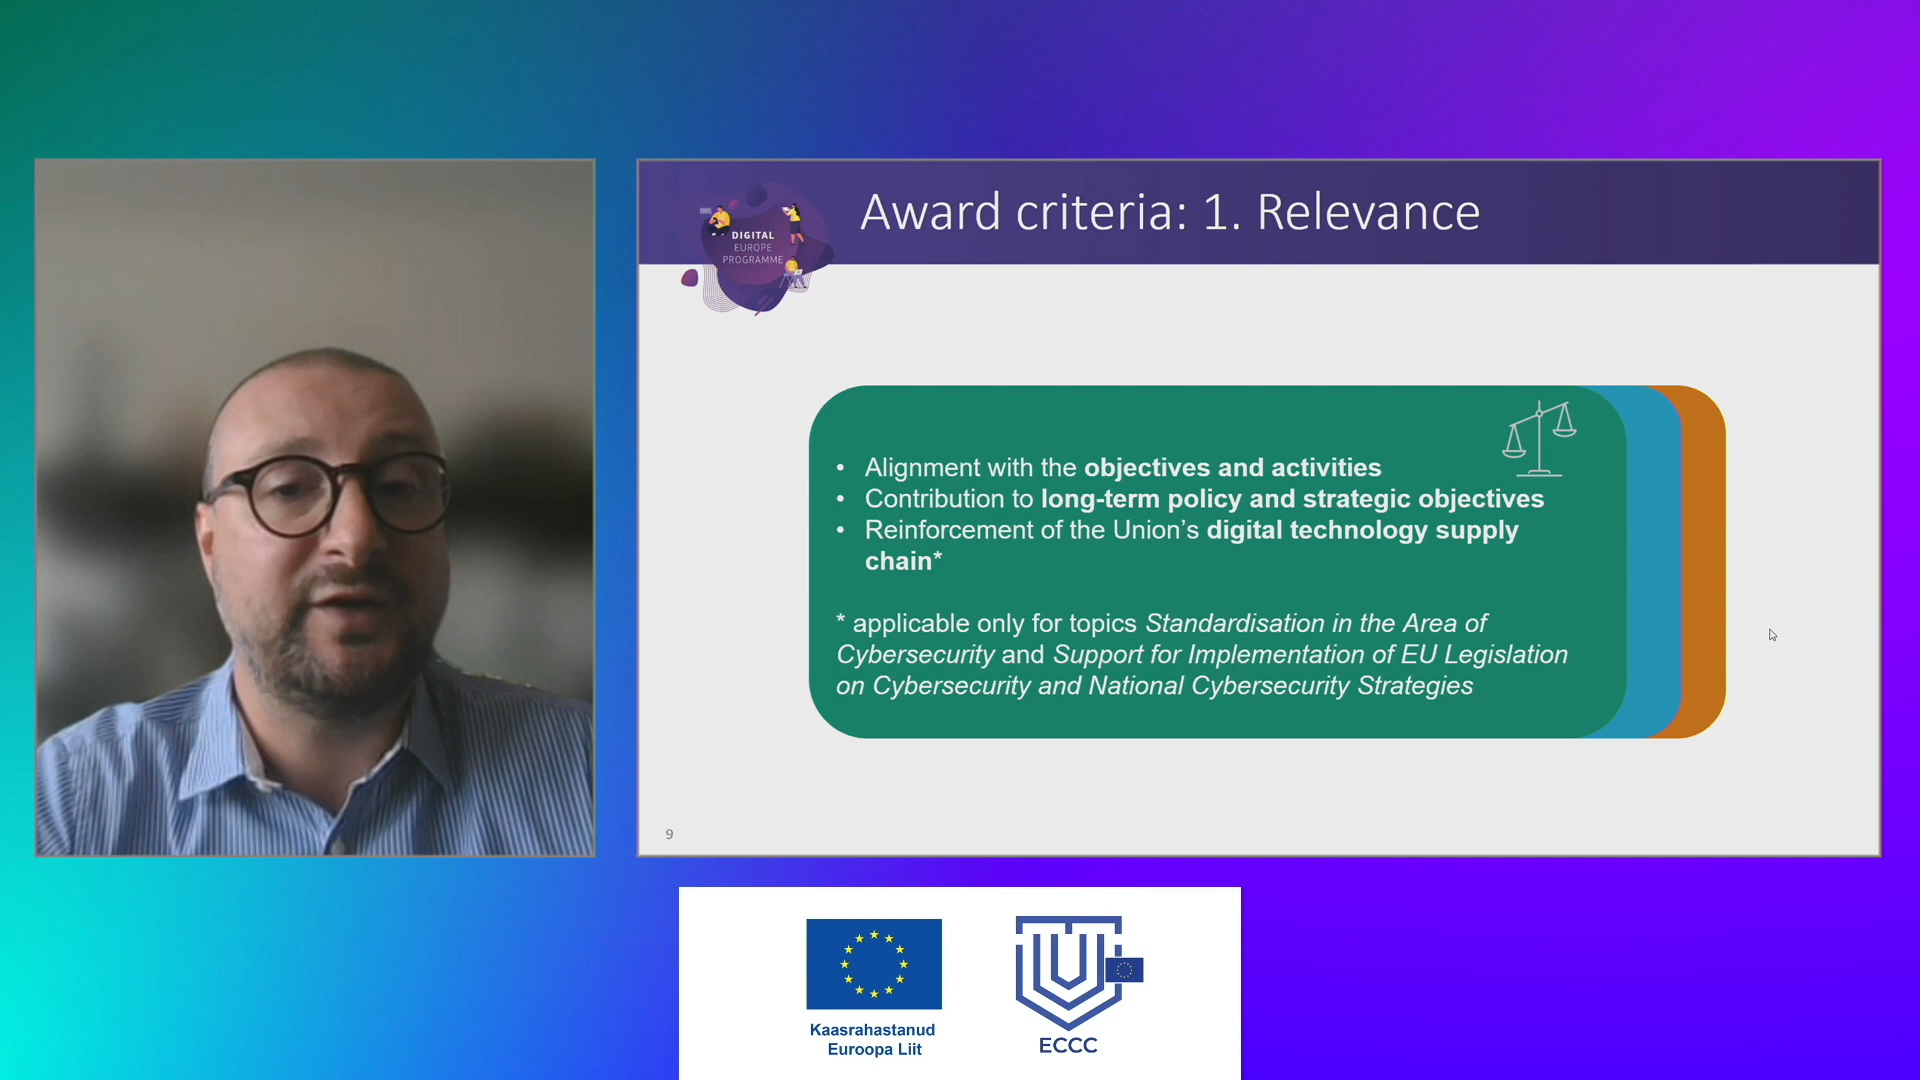 Award criteria: 1. Relevance
DIGITAL
EUROPE
PROGRAMME
• Alignment with the objectives and activities
• Contribution to long-term policy and strategic objectives
• Reinforcement of the Union’s digital technology supply
chain*
* applicable only for topics Standardisation in the Area of
Cybersecurity and Support for Implementation of EU Legislation
on Cybersecurity and National Cybersecurity Strategies
9
Kaasrahastanud
Euroopa Liit
ECCC